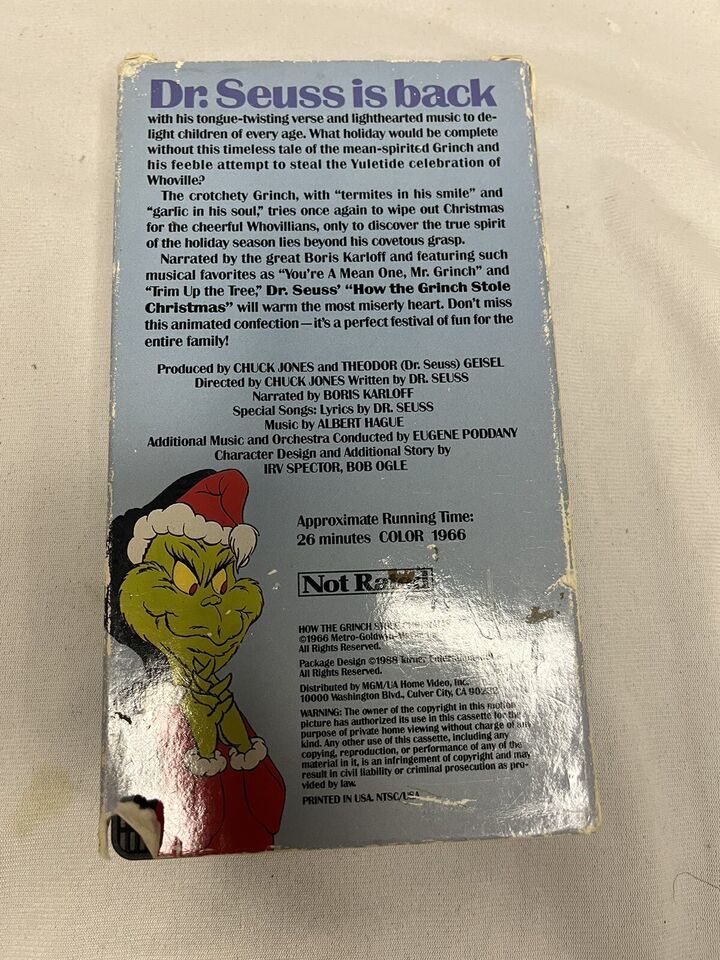 Dr. Seuss is back
with his tongue-twisting verse and lighthearted music to de-
light children of every age. What holiday would be complete
without this timeless tale of the mean-spirited Grinch and
his feeble attempt to steal the Yuletide celebration of
Whoville?
The crotchety Grinch, with “termites in his smile” and
“garlic in his soul,” tries once again to wipe out Christmas
for the cheerful Whovillians, only to discover the true spirit
of the holiday season lies beyond his covetous grasp.
Narrated by the great Boris Karloff and featuring such
musical favorites as “You're A Mean One, Mr. Grinch” and
“Trim Up the Tree,” Dr. Seuss' “How the Grinch Stole
Christmas” will warm the most miserly heart. Don't miss
this animated confection—it's a perfect festival of fun for the
entire family!
Produced by CHUCK JONES and THEODOR (Dr. Seuss) GEISEL
Directed by CHUCK JONES Written by DR. SEUSS
Narrated by BORIS KARLOFF
Special Songs: Lyrics by DR. SEUSS
Music by ALBERT HAGUE
Additional Music and Orchestra Conducted by EUGENE PODDANY
Character Design and Additional Story by
IRV SPECTOR, BOB OGLE
Approximate Running Time:
26 minutes COLOR 1966
Not Rated
HOW THE GRINCH STOLE
©1966 Metro-Goldwyn-Mayer
All Rights Reserved.
Package Design ©1988 Turner Entertainment
All Rights Reserved.
Distributed by MGM/UA Home Video, Inc.
10000 Washington Blvd., Culver City, CA 90232
WARNING: The owner of the copyright in this motion
picture has authorized its use in this cassette for the
purpose of private home viewing without charge of any
kind. Any other use of this cassette, including any
copying, reproduction, or performance of any of the
material in it, is an infringement of copyright and may
result in civil liability or criminal prosecution as pro-
vided by law.
PRINTED IN USA. NTSC/USA